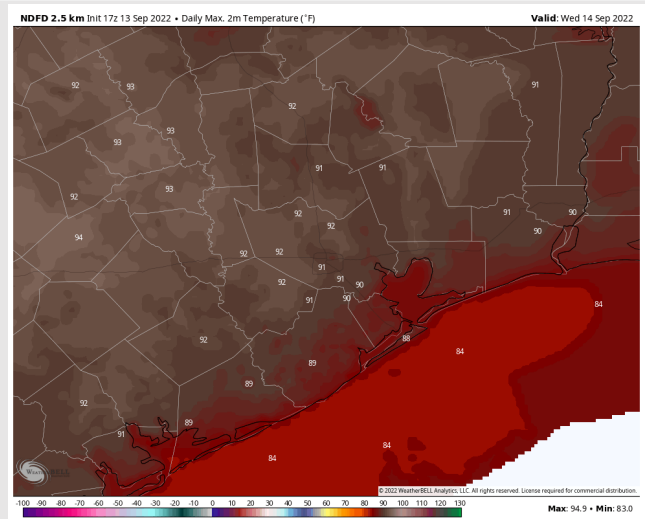 NDFD 2.5 km Init 17z 13 Sep 2022 • Daily Max. 2m Temperature (°F) Valid: Wed 14 Sep 2022
92 93 91
92
93 93
91 91
93
92
92 91 90
92 90
94
92 92
91
92 91 90
91 90
84
92 88
84
89
89
92
89
91
84 84
WEATHERBELL
© 2022 WeatherBELL Analytics, LLC. All rights reserved. License required for commercial distribution.
-100 -90 -80 -70 -60 -50 -40 -30 -20 -10 0 10 20 30 40 50 60 70 80 90 100 110 120 130
Max: 94.9 • Min: 83.0